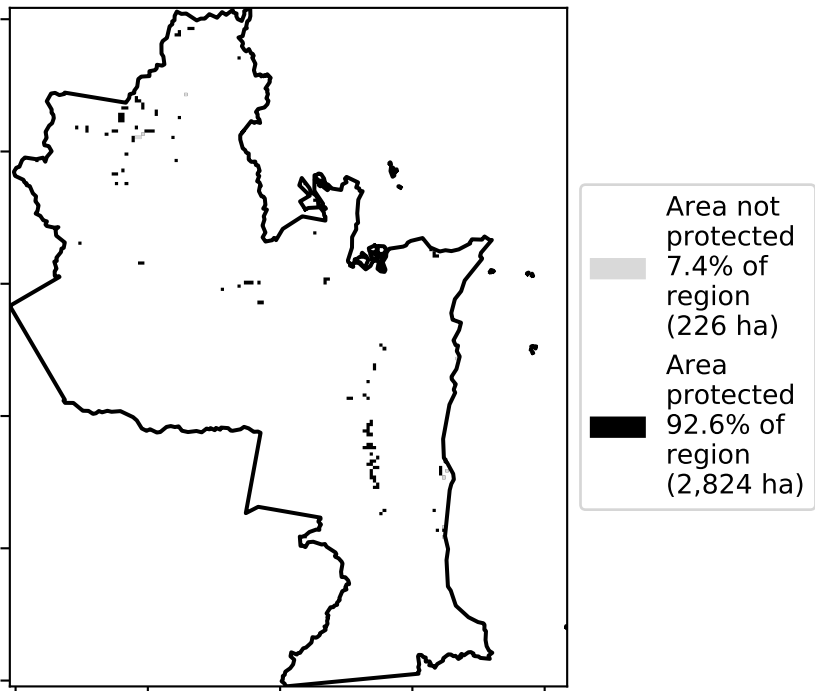 Area not
protected
7.4% of
region
(226 ha)
Area
protected
92.6% of
region
(2,824 ha)